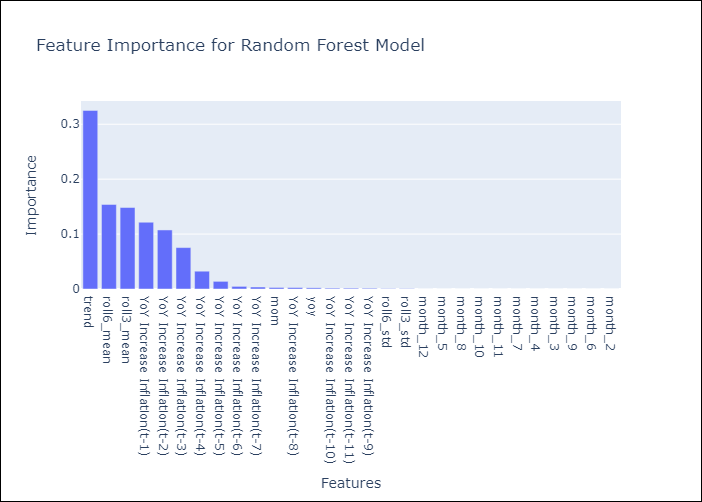 Feature Importance for Random Forest Model
Importance
0.3
0.2
0.1
0
trend
roll6_mean
roll3_mean
YoY Increase Inflation(t-1)
YoY Increase Inflation(t-2)
YoY Increase Inflation(t-3)
YoY Increase Inflation(t-4)
YoY Increase Inflation(t-5)
YoY Increase Inflation(t-6)
YoY Increase Inflation(t-7)
mom
YoY Increase Inflation(t-8)
yoy
YoY Increase Inflation(t-10)
YoY Increase Inflation(t-11)
YoY Increase Inflation(t-9)
roll6_std
roll3_std
month_12
month_5
month_8
month_10
month_11
month_7
month_4
month_3
month_9
month_6
month_2
Features